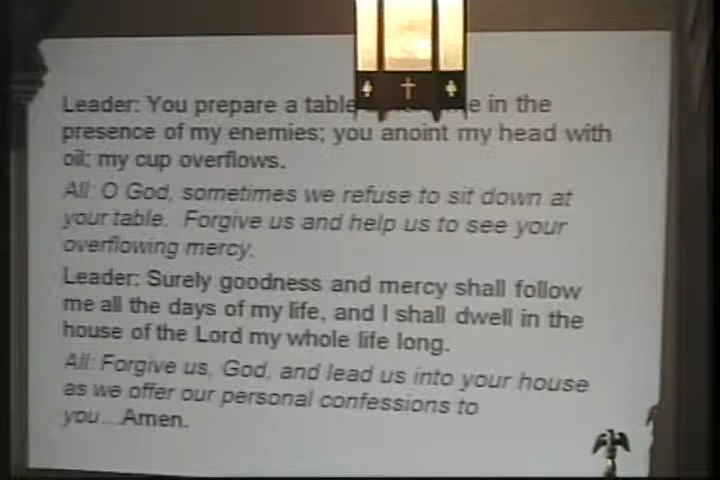 Leader: You prepare a table e in the
presence of my enemies; you anoint my head with
oil; my cup overflows.
All: O God, sometimes we refuse to sit down at
your table. Forgive us and help us to see your
overflowing mercy.
Leader: Surely goodness and mercy shall follow
me all the days of my life, and I shall dwell in the
house of the Lord my whole life long.
All: Forgive us, God, and lead us into your house
as we offer our personal confessions to
you....Amen.